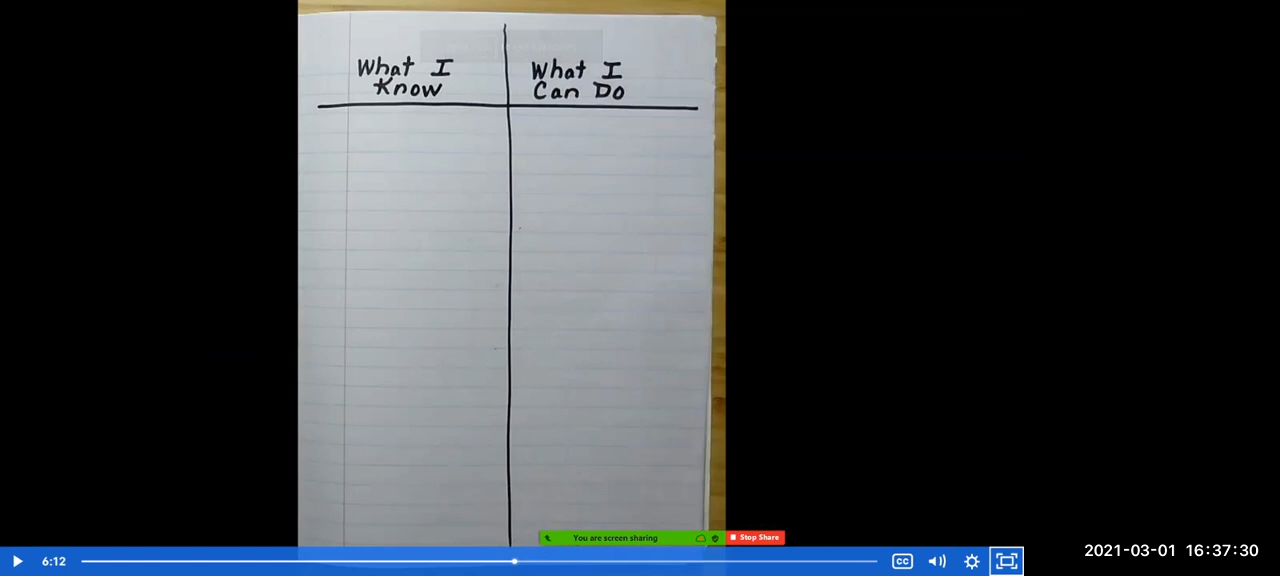 What I
Know
What I
Can Do
You are screen sharing
Stop Share
6:12
CC
2021-03-01 16:37:30